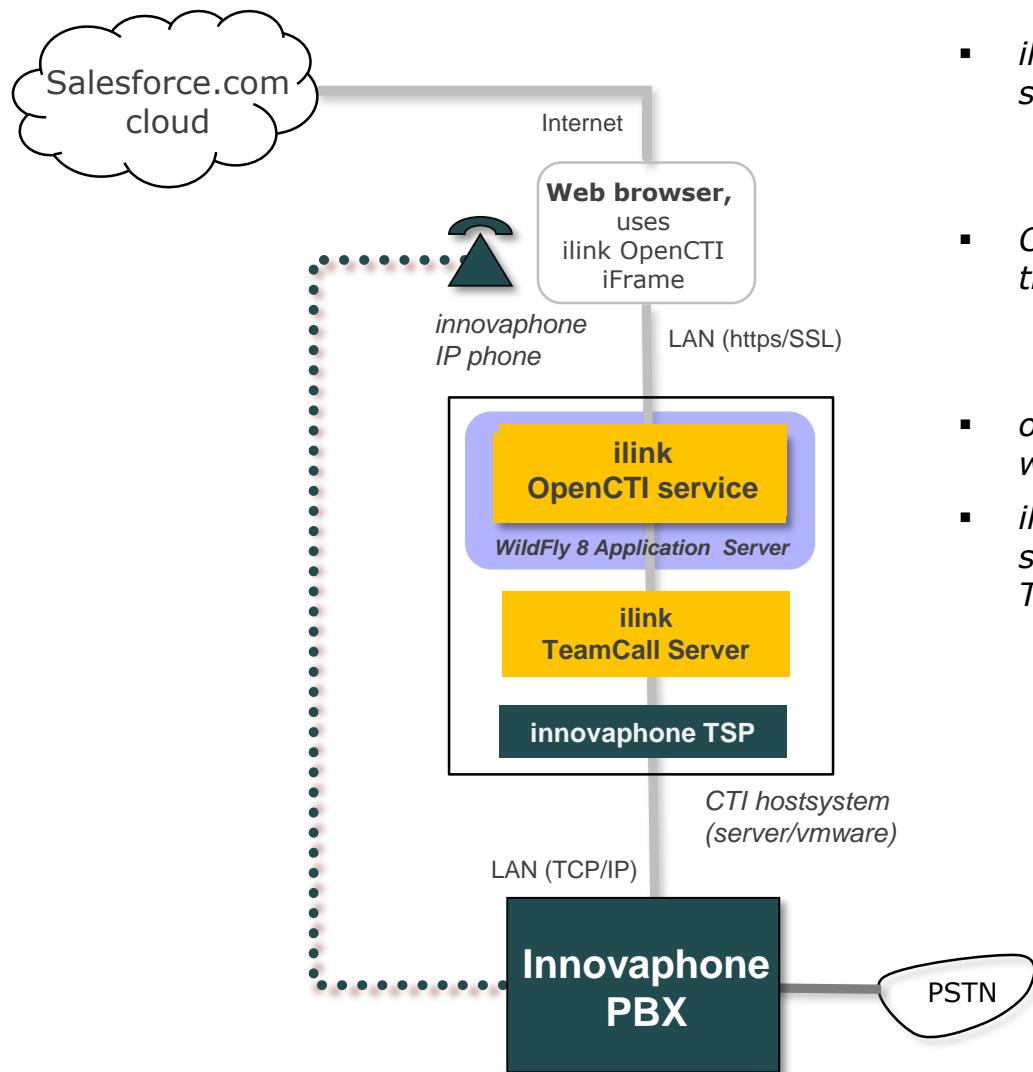 Salesforce.com
cloud
Internet
Web browser,
uses
ilink OpenCTI
iFrame
innovaphone
IP phone
LAN (https/SSL)
ilink
OpenCTI service
WildFly 8 Application Server
ilink
TeamCall Server
innovaphone TSP
CTI hostsystem
(server/vmware)
LAN (TCP/IP)
Innovaphone
PBX
PSTN